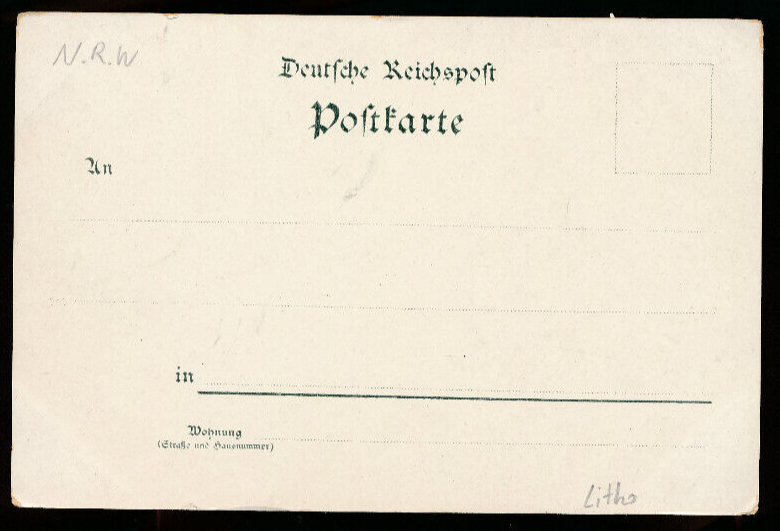 N.R.W
Deutsche Reichspost
Postkarte
An
in
Wohnung
(Straße und Hausnummer)
Litho